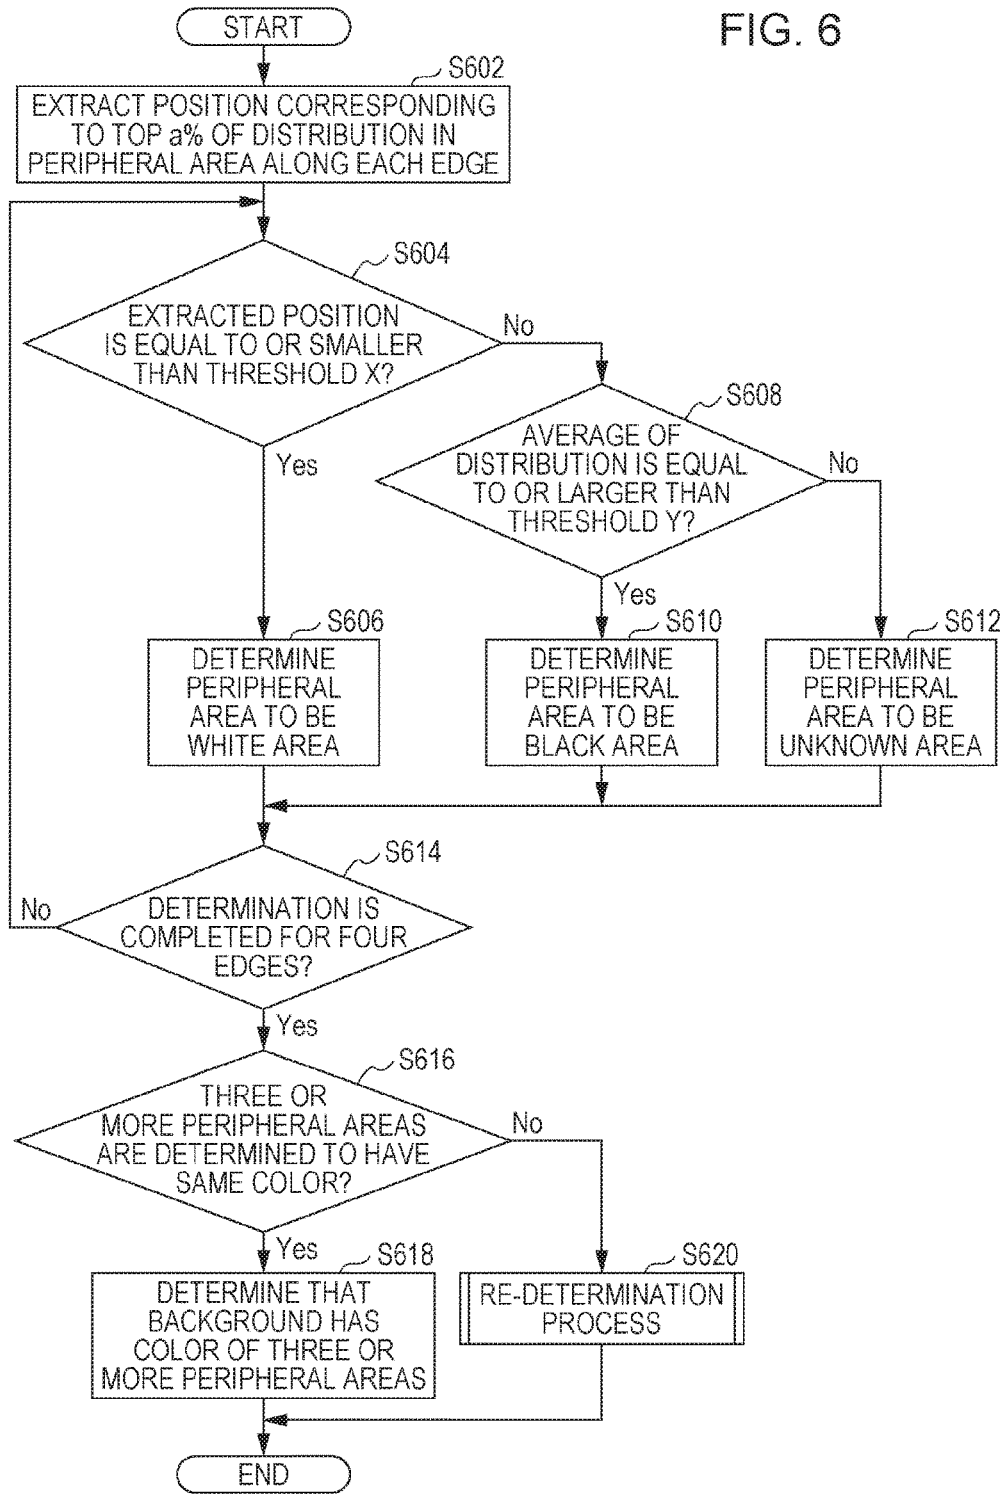 FIG. 6
START
S602
EXTRACT POSITION CORRESPONDING
TO TOP a% OF DISTRIBUTION IN
PERIPHERAL AREA ALONG EACH EDGE
S604
EXTRACTED POSITION
IS EQUAL TO OR SMALLER
THAN THRESHOLD X?
No
Yes
S608
AVERAGE OF
DISTRIBUTION IS EQUAL
TO OR LARGER THAN
THRESHOLD Y?
No
Yes
S606
DETERMINE
PERIPHERAL
AREA TO BE
WHITE AREA
S610
DETERMINE
PERIPHERAL
AREA TO BE
BLACK AREA
S612
DETERMINE
PERIPHERAL
AREA TO BE
UNKNOWN AREA
S614
DETERMINATION IS
COMPLETED FOR FOUR
EDGES?
No
Yes
S616
THREE OR
MORE PERIPHERAL AREAS
ARE DETERMINED TO HAVE
SAME COLOR?
No
Yes
S618
DETERMINE THAT
BACKGROUND HAS
COLOR OF THREE OR
MORE PERIPHERAL AREAS
S620
RE-DETERMINATION
PROCESS
END